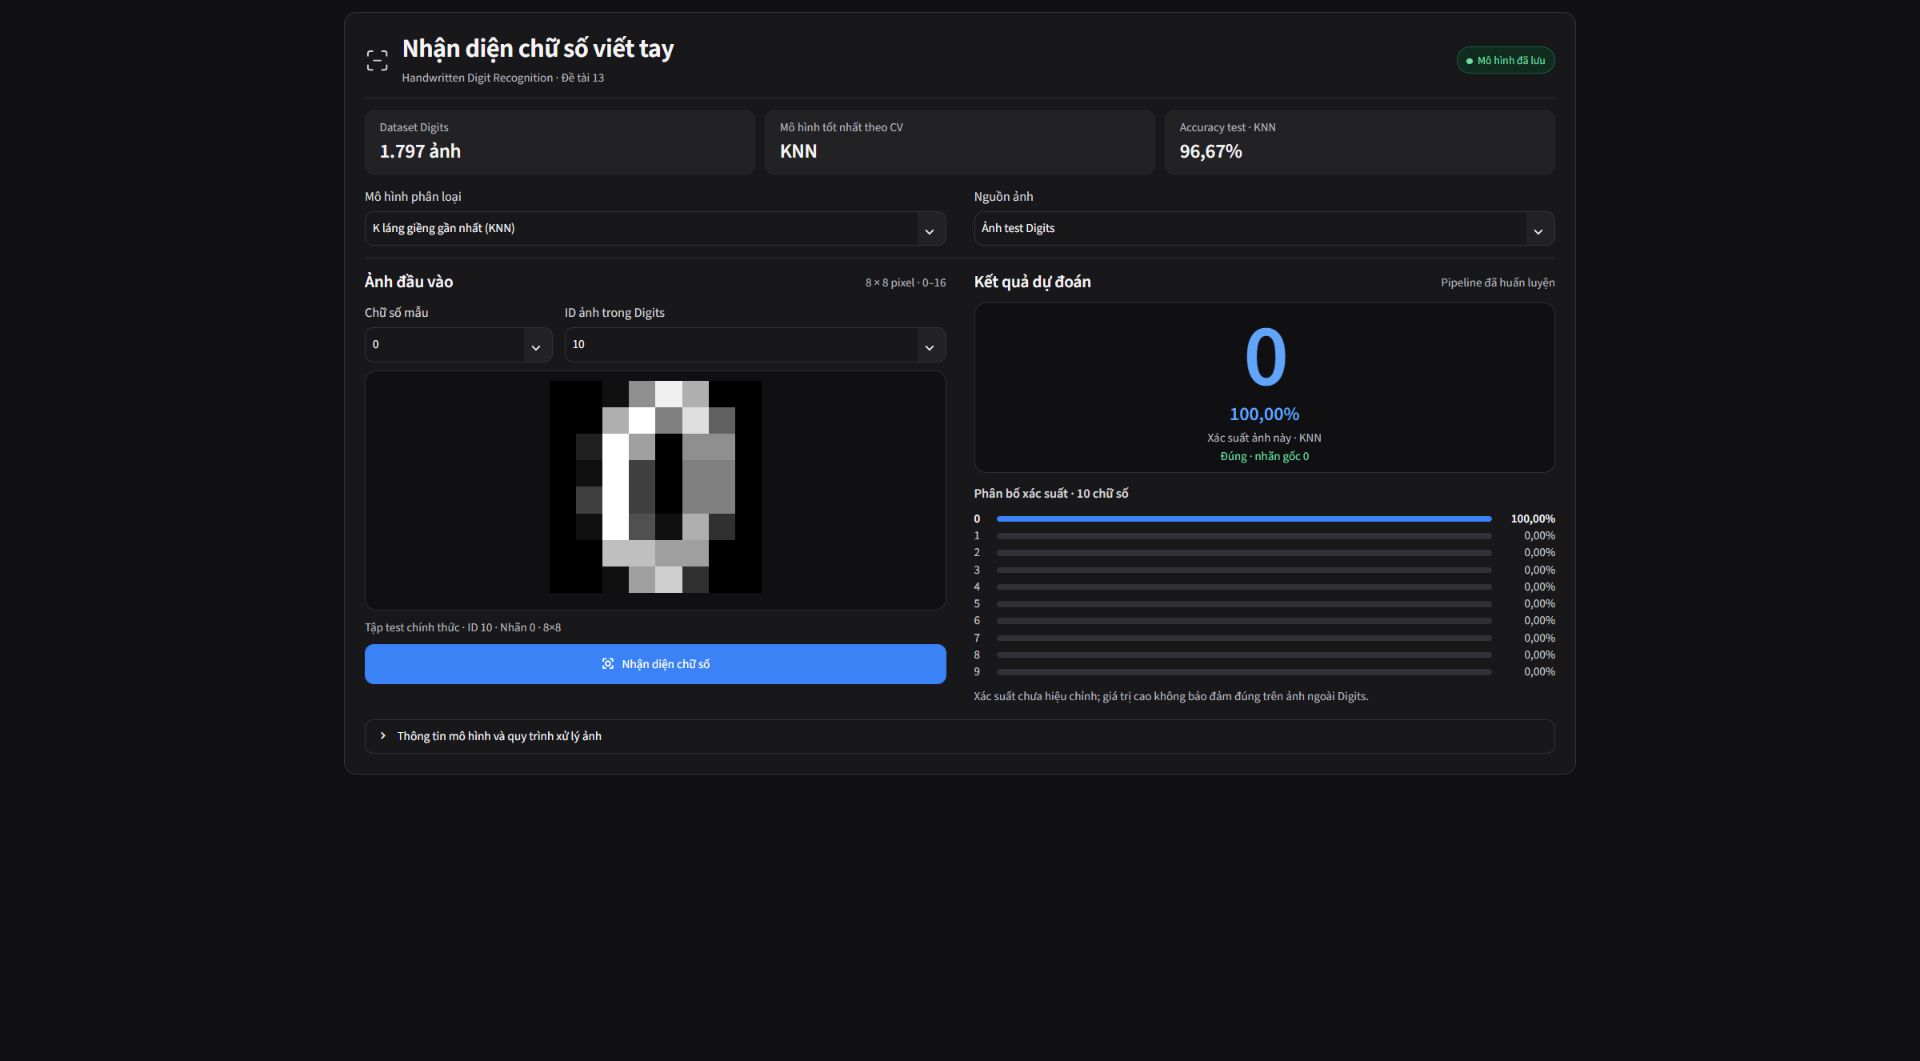 Nhận diện chữ số viết tay
Handwritten Digit Recognition · Đề tài 13
Mô hình đã lưu
Dataset Digits
1.797 ảnh
Mô hình tốt nhất theo CV
KNN
Accuracy test · KNN
96,67%
Mô hình phân loại
K láng giềng gần nhất (KNN)
Nguồn ảnh
Ảnh test Digits
Ảnh đầu vào
8 × 8 pixel · 0–16
Chữ số mẫu
0
ID ảnh trong Digits
10
Tập test chính thức · ID 10 · Nhãn 0 · 8×8
Nhận diện chữ số
Kết quả dự đoán
Pipeline đã huấn luyện
0
100,00%
Xác suất ảnh này · KNN
Đúng · nhãn gốc 0
Phân bố xác suất · 10 chữ số
0 100,00%
1 0,00%
2 0,00%
3 0,00%
4 0,00%
5 0,00%
6 0,00%
7 0,00%
8 0,00%
9 0,00%
Xác suất chưa hiệu chỉnh; giá trị cao không bảo đảm đúng trên ảnh ngoài Digits.
Thông tin mô hình và quy trình xử lý ảnh